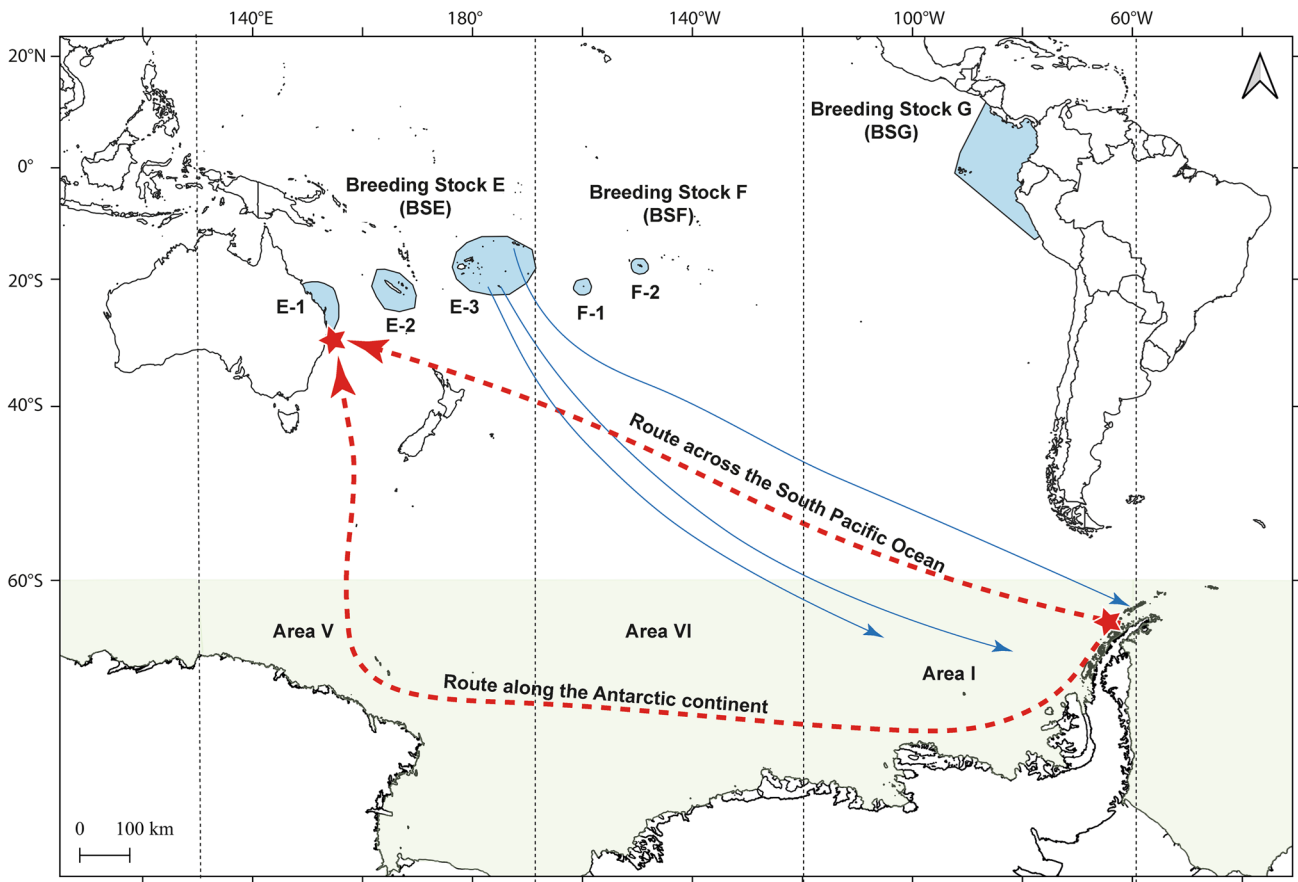 140°E 180° 140°W 100°W 60°W
20°N
0°
20°S
40°S
60°S
Breeding Stock G
(BSG)
Breeding Stock E
(BSE)
Breeding Stock F
(BSF)
E-1
E-2
E-3
F-1
F-2
Route across the South Pacific Ocean
Area V
Area VI
Area I
Route along the Antarctic continent
0 100 km